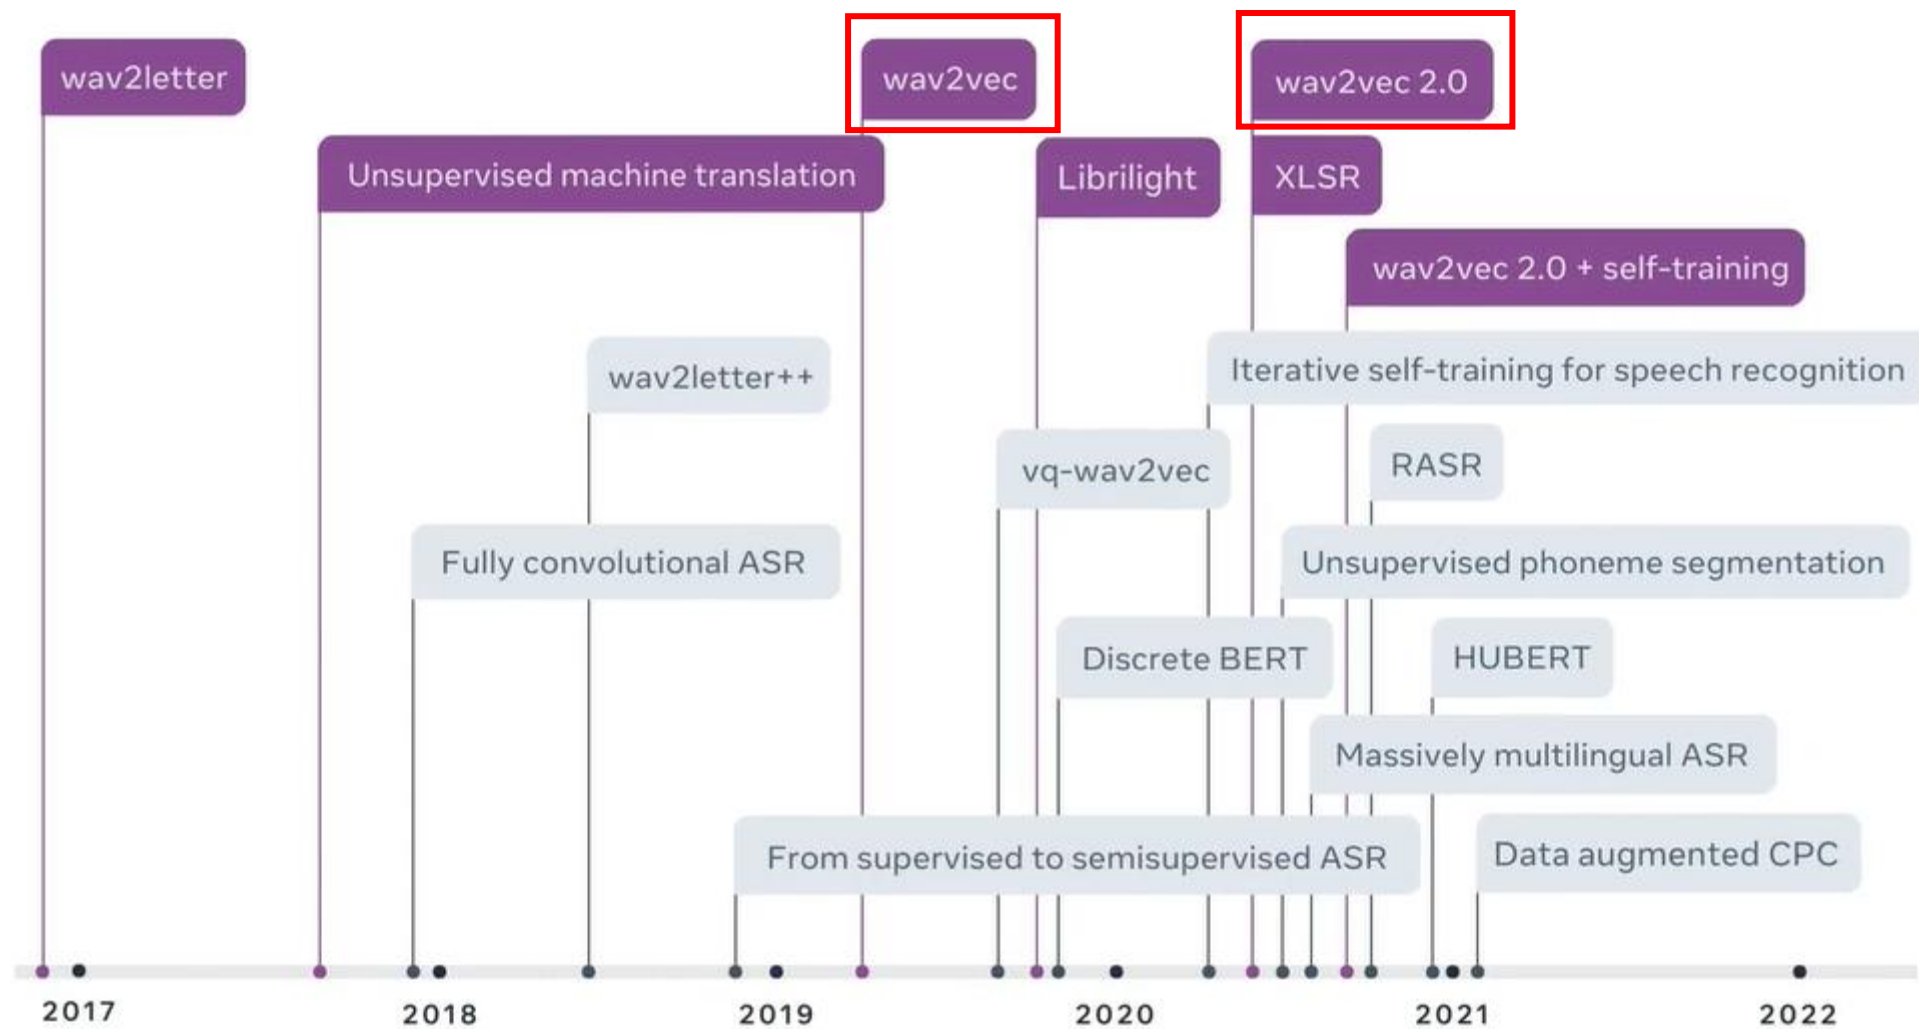 wav2letter
wav2vec
wav2vec 2.0
Unsupervised machine translation
Librilight
XLSR
wav2vec 2.0 + self-training
wav2letter++
Iterative self-training for speech recognition
vq-wav2vec
RASR
Fully convolutional ASR
Unsupervised phoneme segmentation
Discrete BERT
HUBERT
Massively multilingual ASR
From supervised to semisupervised ASR
Data augmented CPC
2017
2018
2019
2020
2021
2022